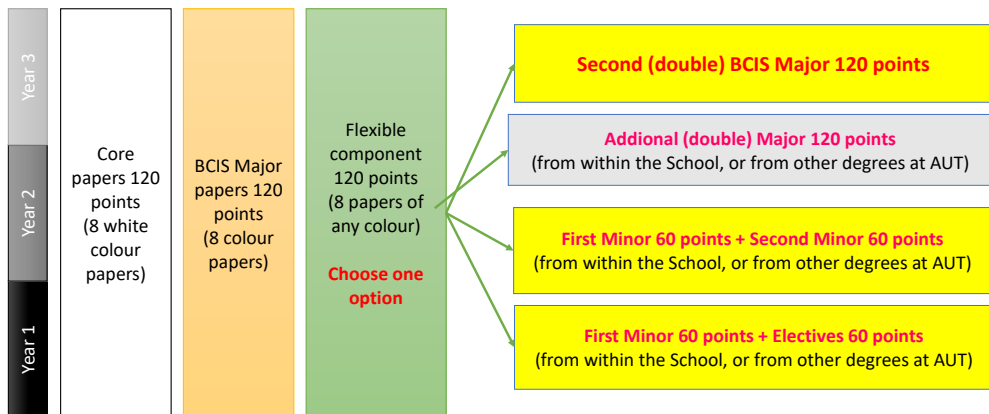 Year 3
Year 2
Year 1
Core
papers 120
points
(8 white
colour
papers)
BCIS Major
papers 120
points
(8 colour
papers)
Flexible
component
120 points
(8 papers of
any colour)
Choose one
option
Second (double) BCIS Major 120 points
Addional (double) Major 120 points
(from within the School, or from other degrees at AUT)
First Minor 60 points + Second Minor 60 points
(from within the School, or from other degrees at AUT)
First Minor 60 points + Electives 60 points
(from within the School, or from other degrees at AUT)